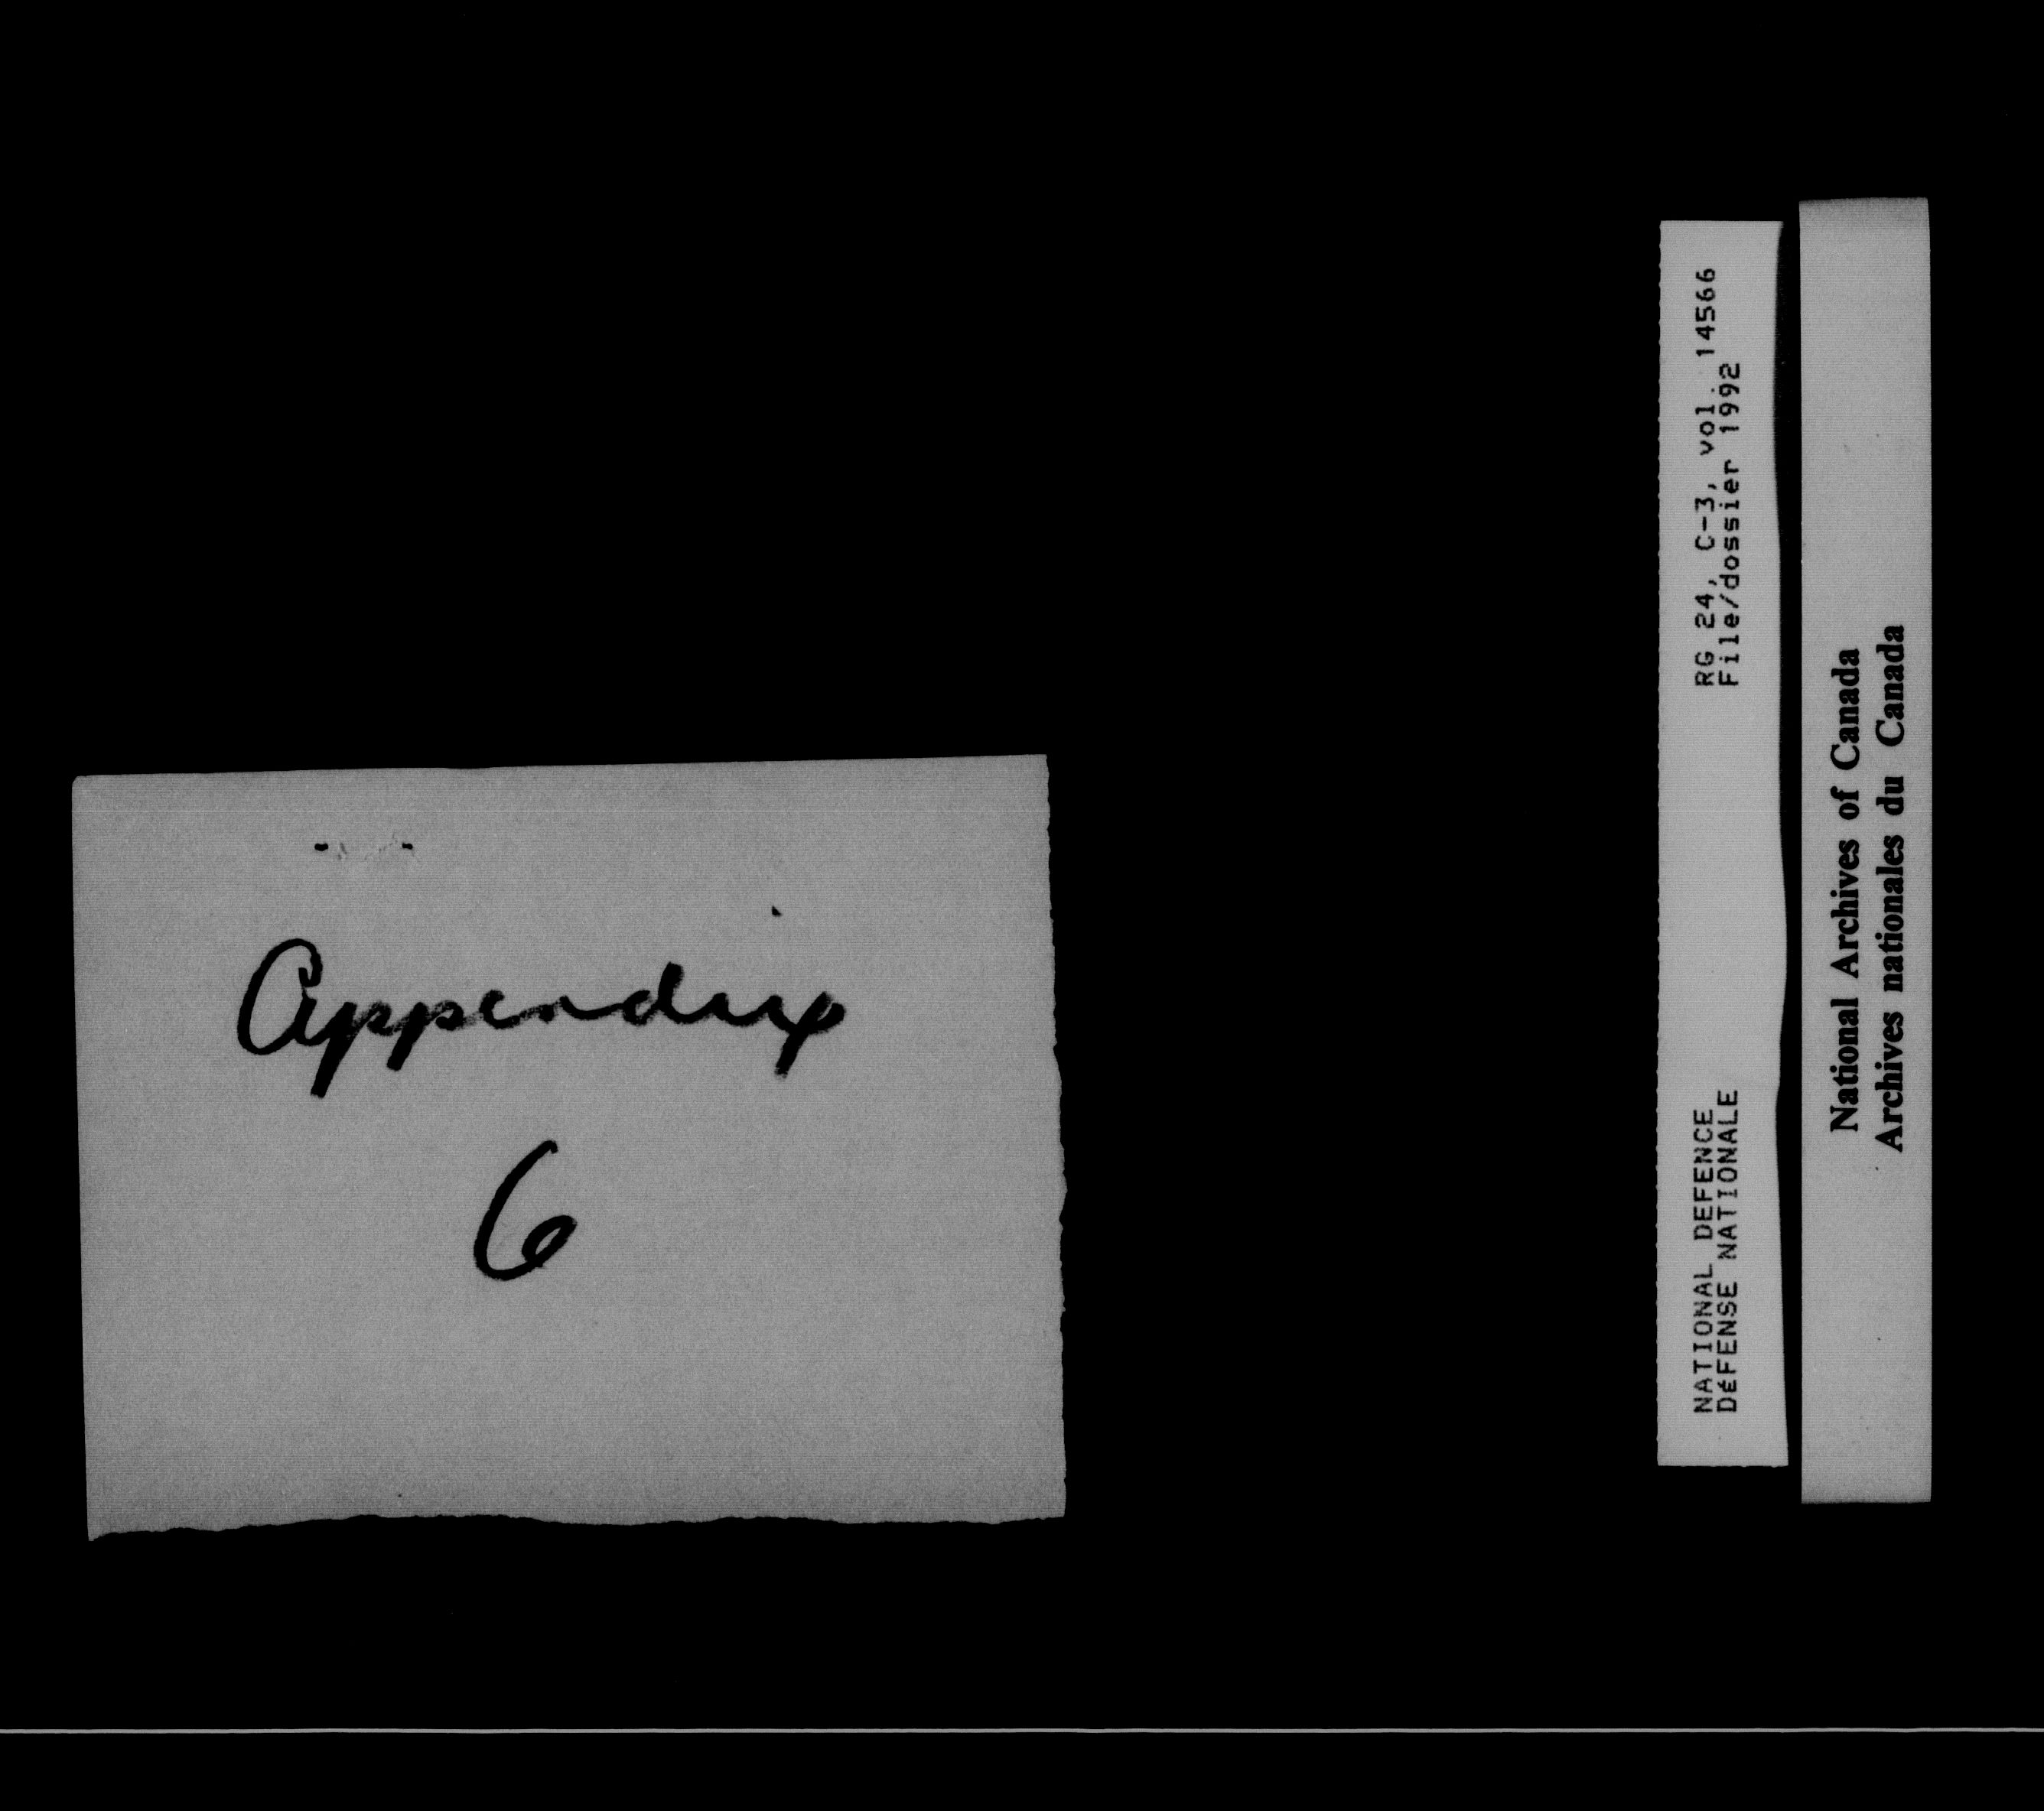 Appendix
6
NATIONAL DEFENCE RG 24, C-3, vol. 14566
DéFENSE NATIONALE File/dossier 1992
National Archives of Canada
Archives nationales du Canada